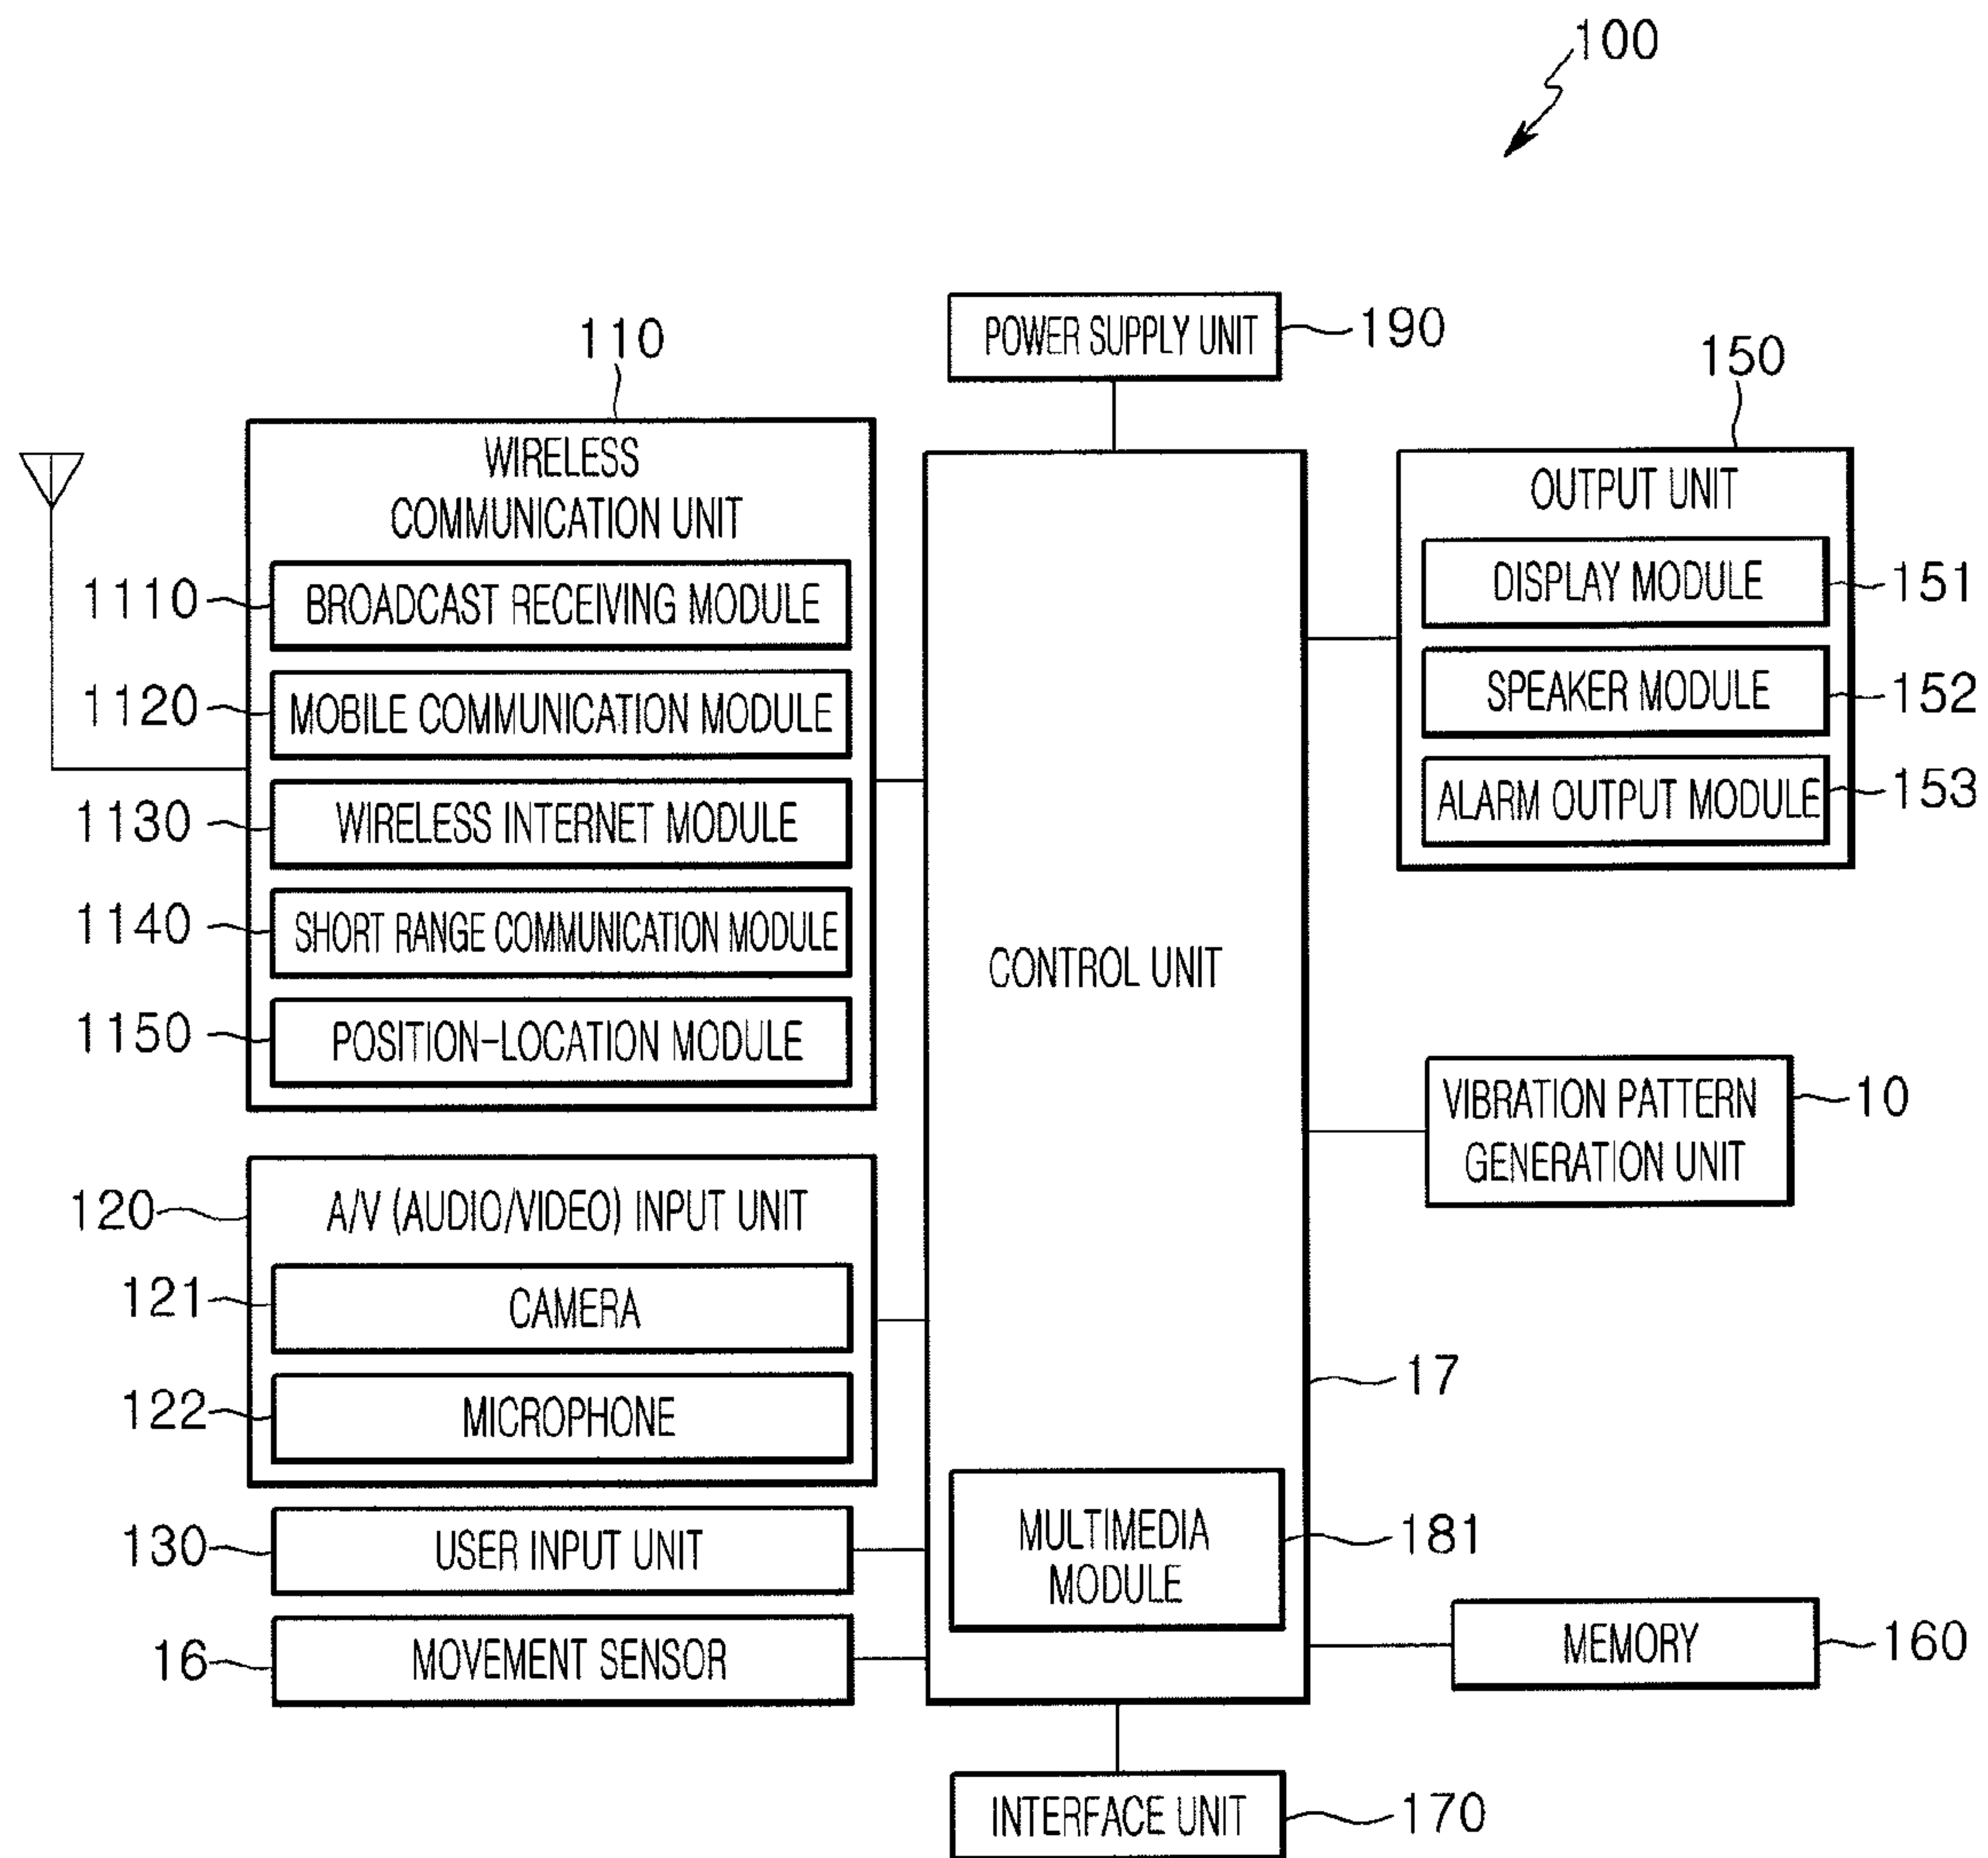 100
POWER SUPPLY UNIT
190
110
WIRELESS
COMMUNICATION UNIT
1110
BROADCAST RECEIVING MODULE
1120
MOBILE COMMUNICATION MODULE
1130
WIRELESS INTERNET MODULE
1140
SHORT RANGE COMMUNICATION MODULE
1150
POSITION-LOCATION MODULE
120
A/V (AUDIO/VIDEO) INPUT UNIT
121
CAMERA
122
MICROPHONE
130
USER INPUT UNIT
16
MOVEMENT SENSOR
CONTROL UNIT
17
MULTIMEDIA
MODULE
181
150
OUTPUT UNIT
DISPLAY MODULE
151
SPEAKER MODULE
152
ALARM OUTPUT MODULE
153
VIBRATION PATTERN
GENERATION UNIT
10
MEMORY
160
INTERFACE UNIT
170